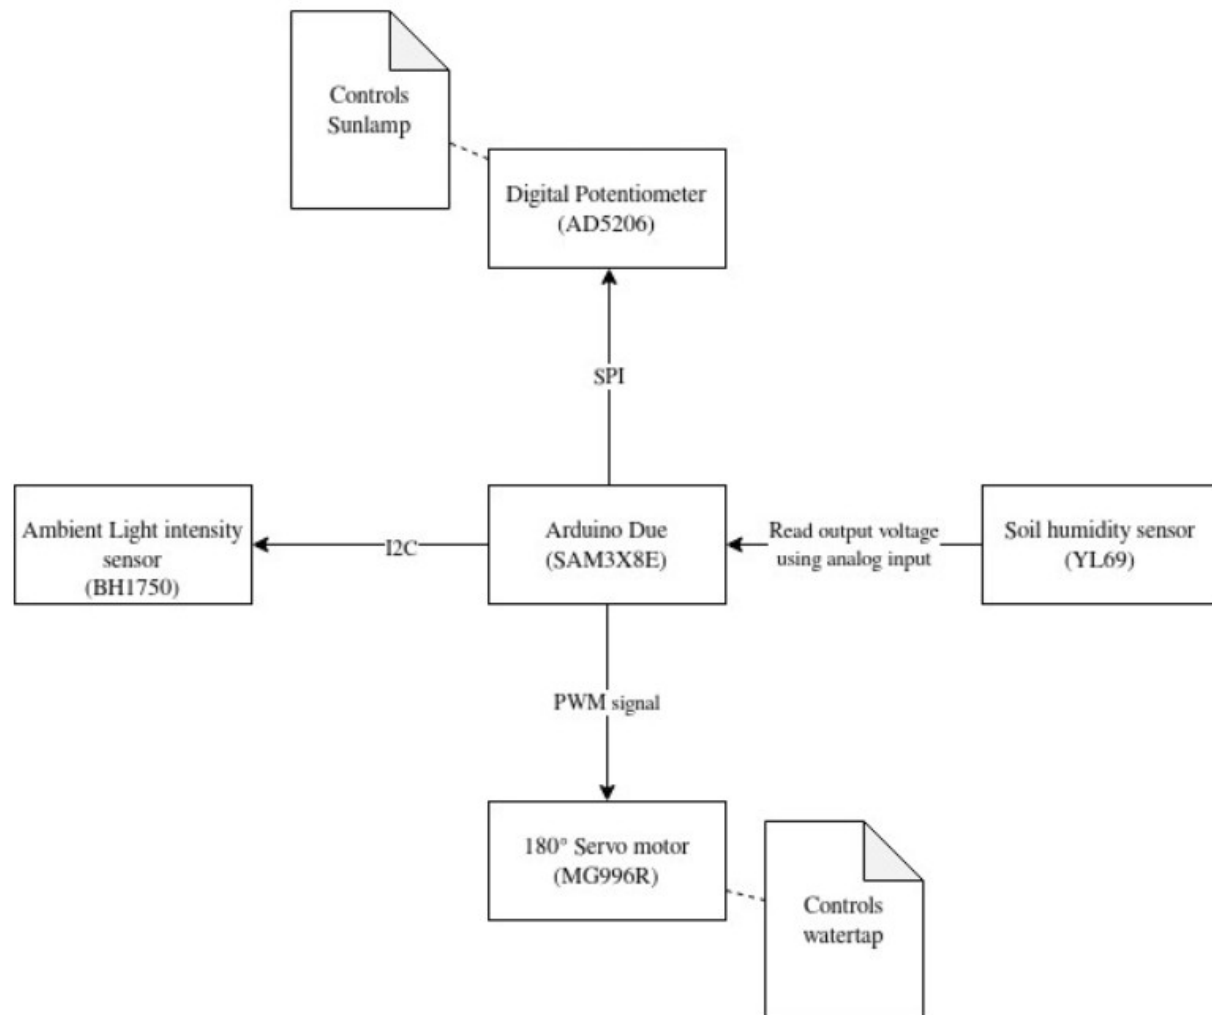 Controls
Sunlamp
Digital Potentiometer
(AD5206)
SPI
Ambient Light intensity
sensor
(BH1750)
I2C
Arduino Due
(SAM3X8E)
Read output voltage
using analog input
Soil humidity sensor
(YL69)
PWM signal
180° Servo motor
(MG996R)
Controls
watertap